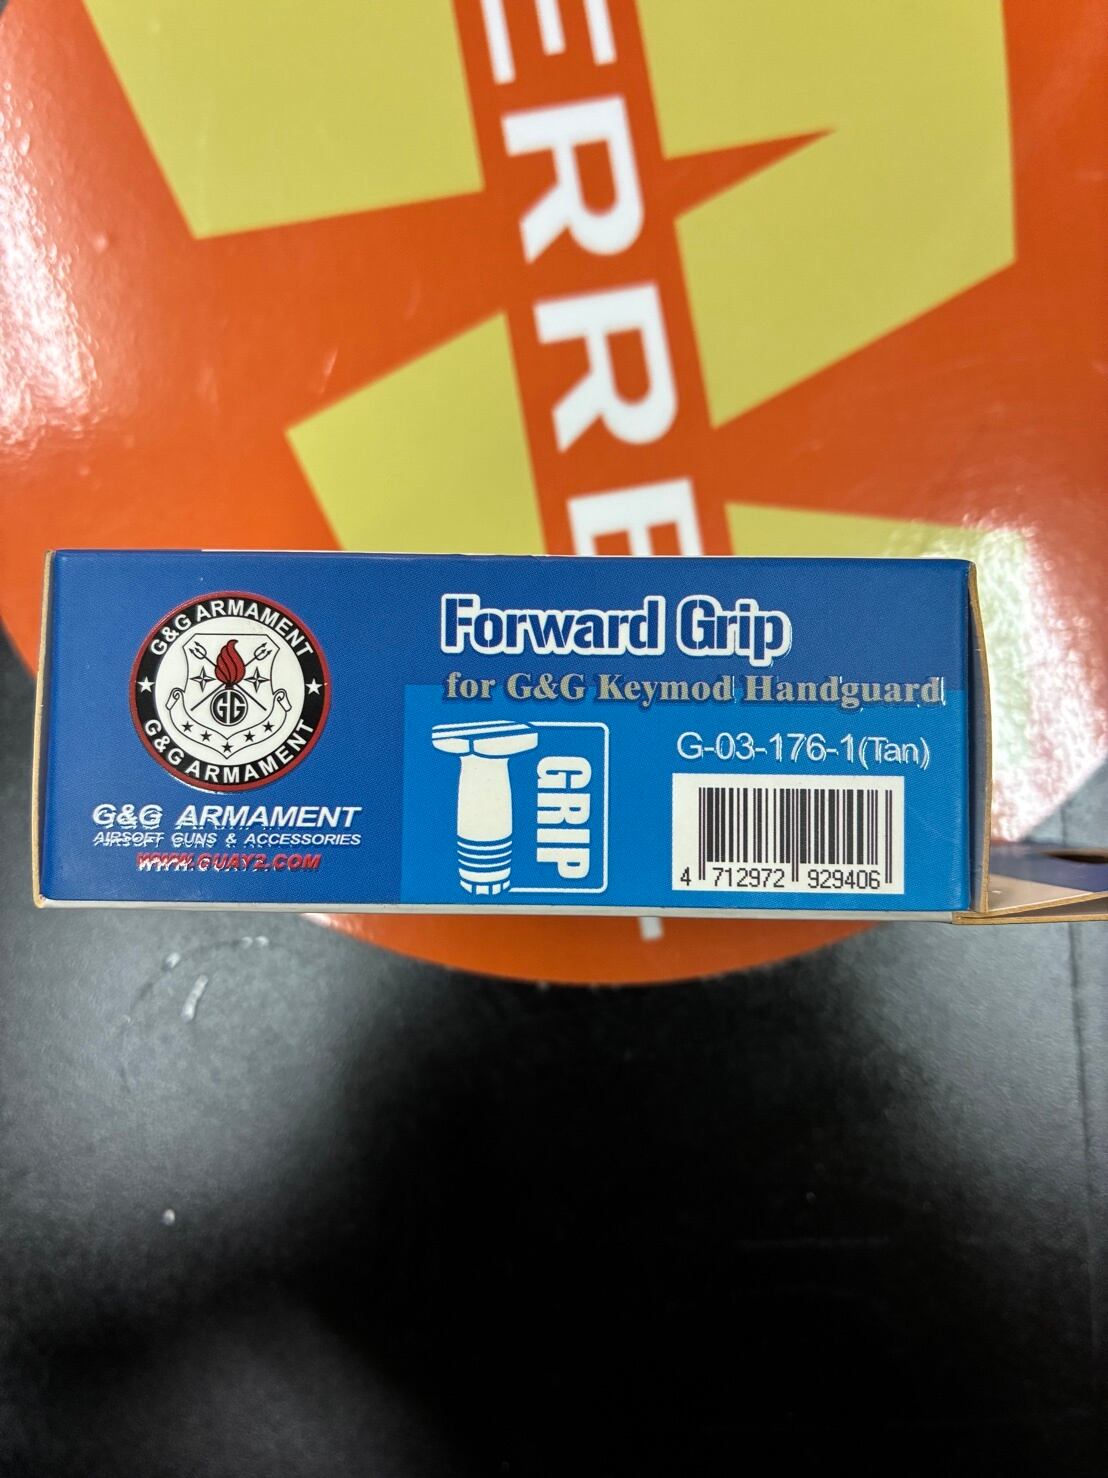 ERRE
G&G ARMAMENT
GG
G&G ARMAMENT
G&G ARMAMENT
AIRSOFT GUNS & ACCESSORIES
WWW.GUAY2.COM
Forward Grip
for G&G Keymod Handguard
G-03-176-1(Tan)
GRIP
4 712972 929406